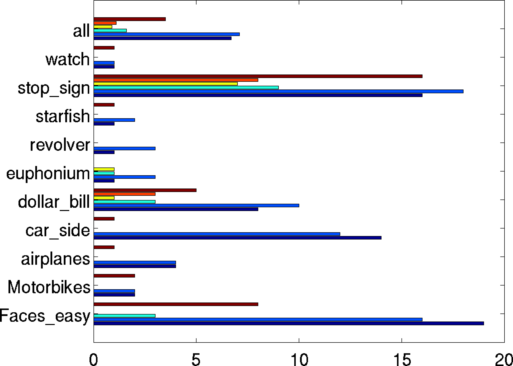 all
watch
stop_sign
starfish
revolver
euphonium
dollar_bill
car_side
airplanes
Motorbikes
Faces_easy
0 5 10 15 20